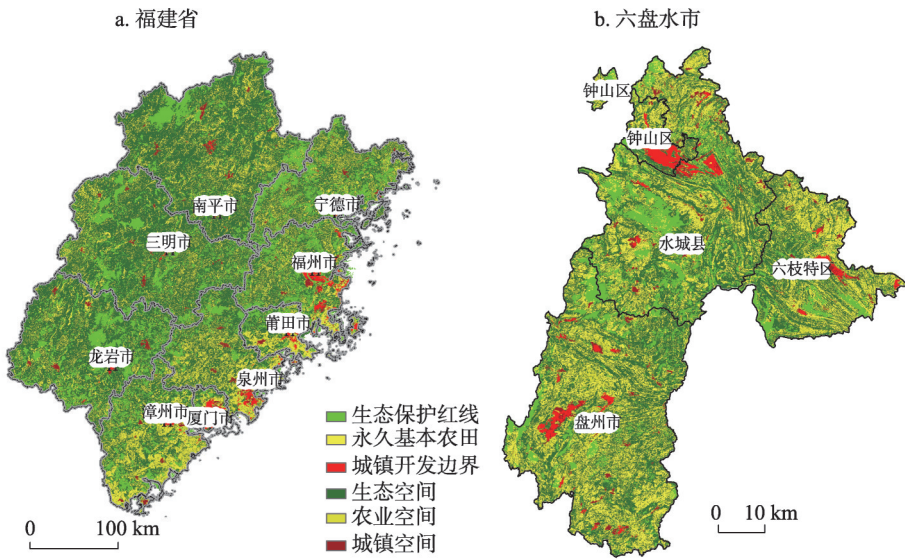 a. 福建省
南平市
宁德市
三明市
福州市
莆田市
龙岩市
泉州市
漳州市
厦门市
生态保护红线
永久基本农田
城镇开发边界
生态空间
农业空间
城镇空间
0 100 km
b. 六盘水市
钟山区
钟山区
水城县
六枝特区
盘州市
0 10 km